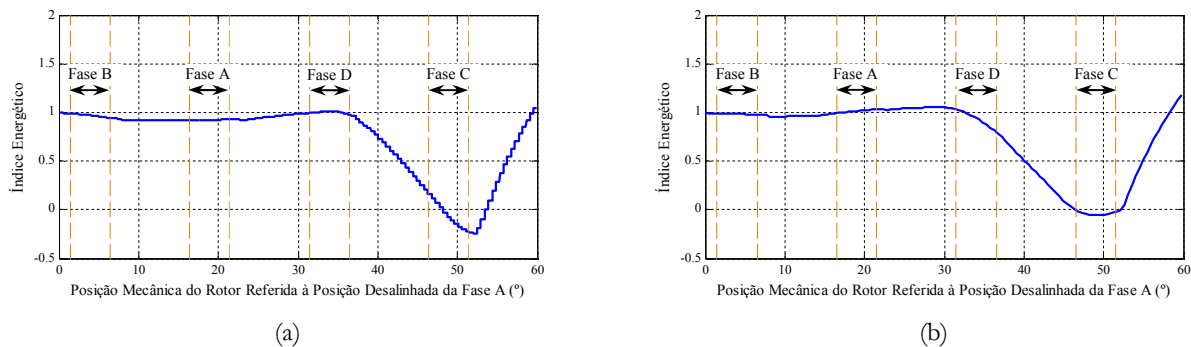 2
1.5
1
0.5
0
-0.5
Índice Energético
Fase B
Fase A
Fase D
Fase C
0 10 20 30 40 50 60
Posição Mecânica do Rotor Referida à Posição Desalinhada da Fase A (º)
(a)
2
1.5
1
0.5
0
-0.5
Índice Energético
Fase B
Fase A
Fase D
Fase C
0 10 20 30 40 50 60
Posição Mecânica do Rotor Referida à Posição Desalinhada da Fase A (º)
(b)